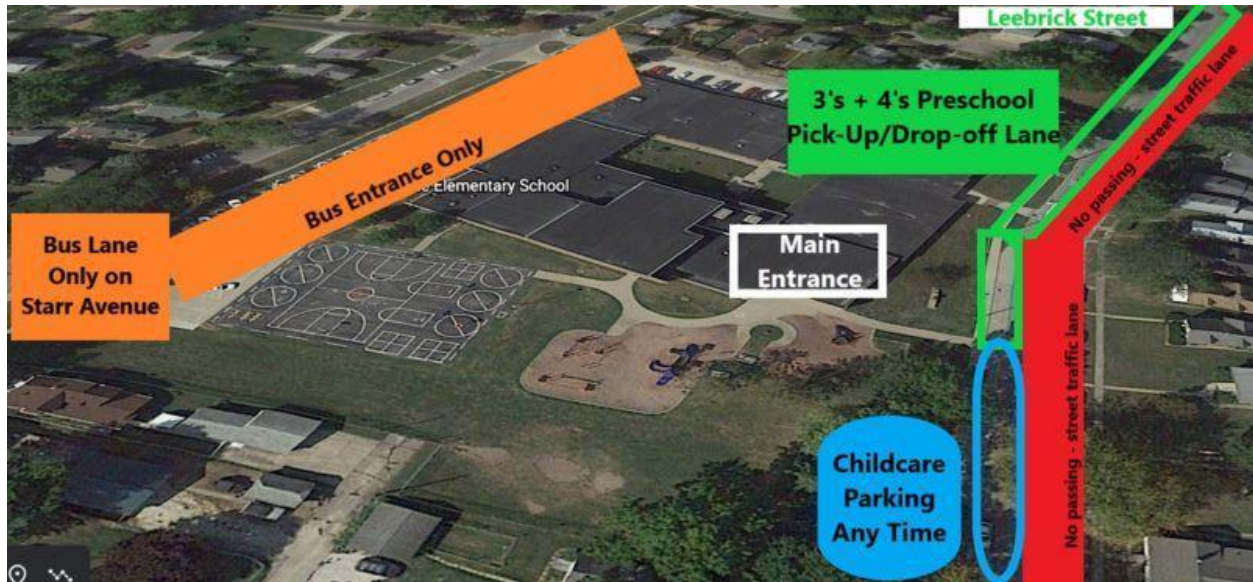 Leebrick Street
3's + 4's Preschool
Pick-Up/Drop-off Lane
No passing - street traffic lane
Bus Entrance Only
Elementary School
Bus Lane
Only on
Starr Avenue
Main
Entrance
No passing - street traffic lane
Childcare
Parking
Any Time